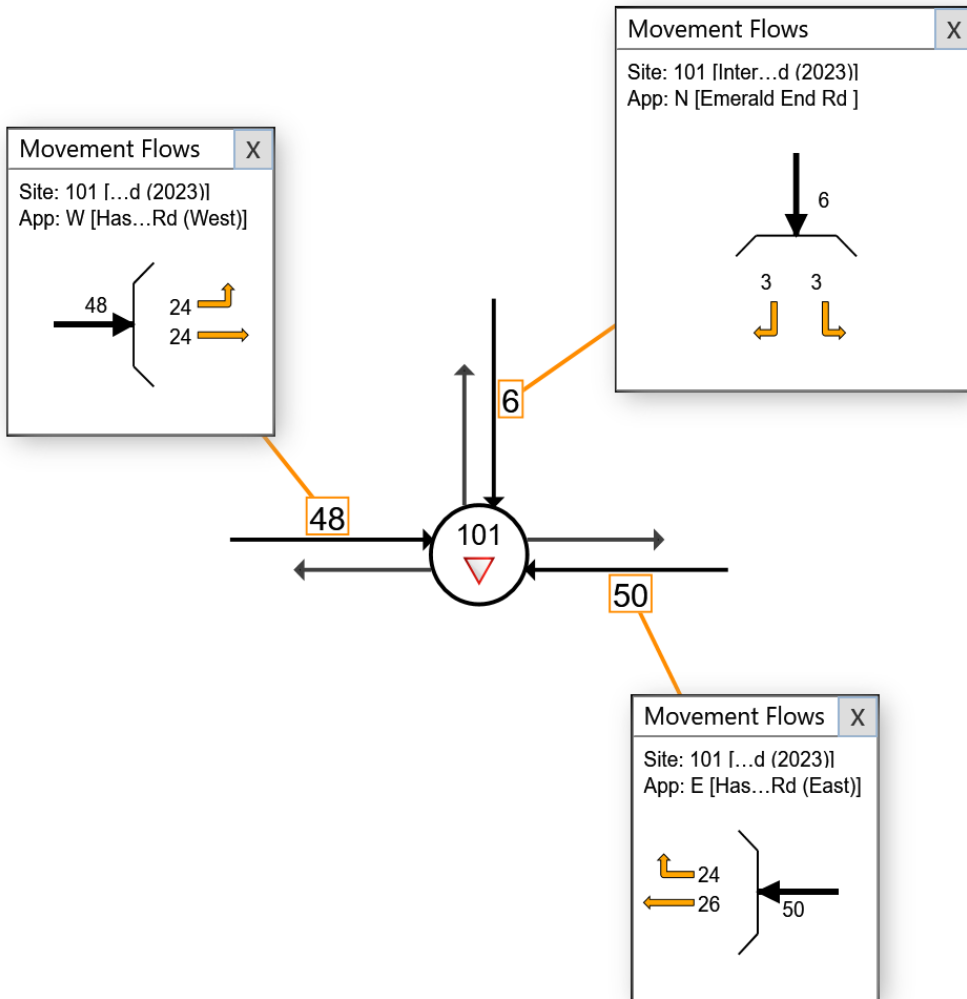 Movement Flows X
Site: 101 [Inter...d (2023)]
App: N [Emerald End Rd ]
6
3 3
Movement Flows X
Site: 101 [...d (2023)]
App: W [Has...Rd (West)]
48
24
24
6
48
101
50
Movement Flows X
Site: 101 [...d (2023)]
App: E [Has...Rd (East)]
24
26
50